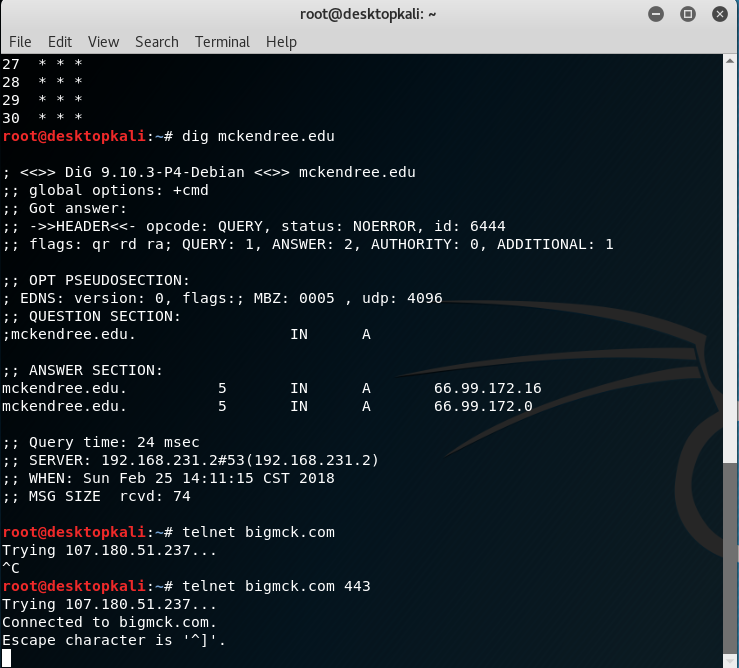 root@desktopkali: ~
File Edit View Search Terminal Help
27  * * *
28  * * *
29  * * *
30  * * *
root@desktopkali:~# dig mckendree.edu

; <<>> DiG 9.10.3-P4-Debian <<>> mckendree.edu
;; global options: +cmd
;; Got answer:
;; ->>HEADER<<- opcode: QUERY, status: NOERROR, id: 6444
;; flags: qr rd ra; QUERY: 1, ANSWER: 2, AUTHORITY: 0, ADDITIONAL: 1

;; OPT PSEUDOSECTION:
; EDNS: version: 0, flags:; MBZ: 0005 , udp: 4096
;; QUESTION SECTION:
;mckendree.edu.                 IN      A

;; ANSWER SECTION:
mckendree.edu.          5       IN      A       66.99.172.16
mckendree.edu.          5       IN      A       66.99.172.0

;; Query time: 24 msec
;; SERVER: 192.168.231.2#53(192.168.231.2)
;; WHEN: Sun Feb 25 14:11:15 CST 2018
;; MSG SIZE  rcvd: 74

root@desktopkali:~# telnet bigmck.com
Trying 107.180.51.237...
^C
root@desktopkali:~# telnet bigmck.com 443
Trying 107.180.51.237...
Connected to bigmck.com.
Escape character is '^]'.